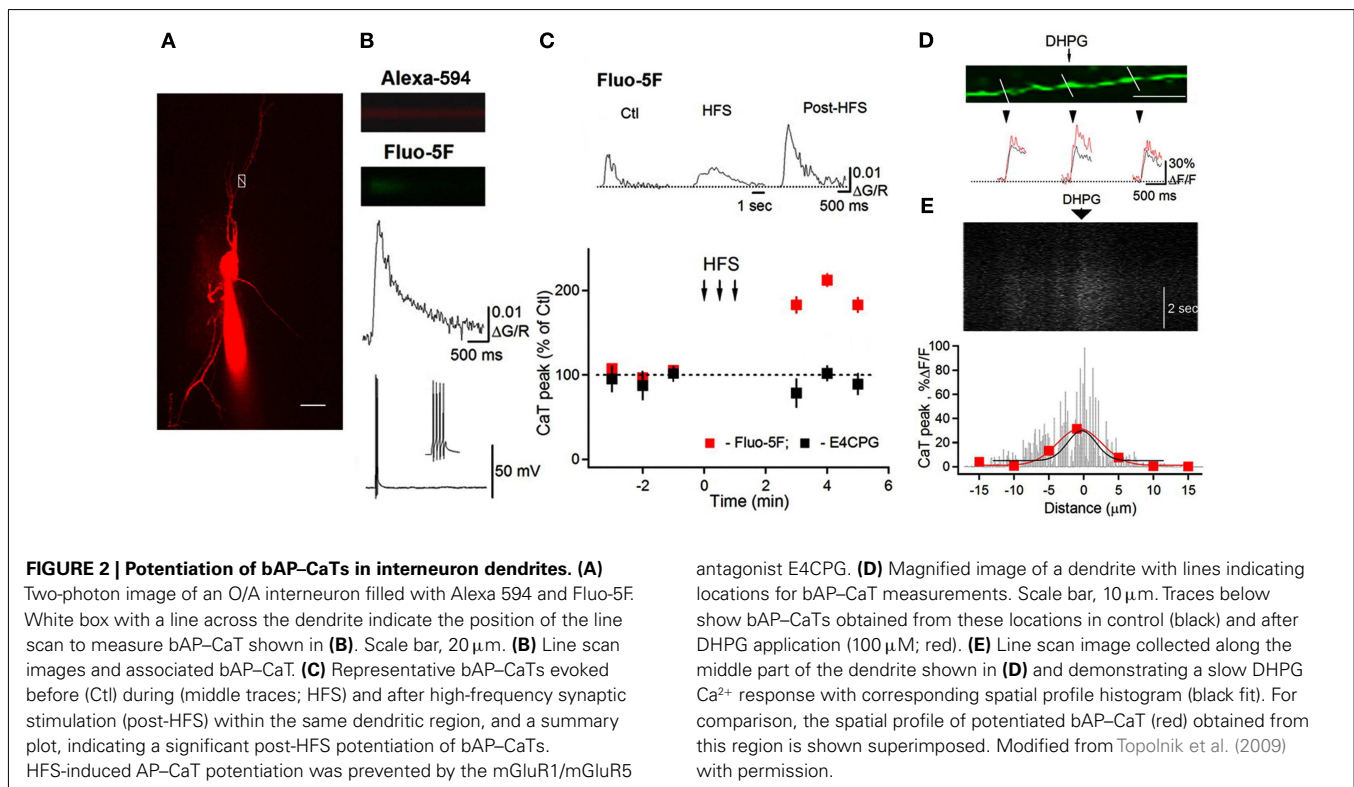 A
B
Alexa-594
Fluo-5F
0.01
ΔG/R
500 ms
50 mV
C
Fluo-5F
Ctl
HFS
Post-HFS
0.01
ΔG/R
1 sec
500 ms
CaT peak (% of Ctl)
200
100
0
HFS
- Fluo-5F; - E4CPG
-2 0 2 4 6
Time (min)
D
DHPG
30%
ΔF/F
500 ms
E
DHPG
2 sec
CaT peak , %ΔF/F
100
80
60
40
20
0
-15 -10 -5 0 5 10 15
Distance (μm)
FIGURE 2 | Potentiation of bAP–CaTs in interneuron dendrites. (A)
Two-photon image of an O/A interneuron filled with Alexa 594 and Fluo-5F.
White box with a line across the dendrite indicate the position of the line
scan to measure bAP–CaT shown in (B). Scale bar, 20 μm. (B) Line scan
images and associated bAP–CaT. (C) Representative bAP–CaTs evoked
before (Ctl) during (middle traces; HFS) and after high-frequency synaptic
stimulation (post-HFS) within the same dendritic region, and a summary
plot, indicating a significant post-HFS potentiation of bAP–CaTs.
HFS-induced AP–CaT potentiation was prevented by the mGluR1/mGluR5
antagonist E4CPG. (D) Magnified image of a dendrite with lines indicating
locations for bAP–CaT measurements. Scale bar, 10 μm. Traces below
show bAP–CaTs obtained from these locations in control (black) and after
DHPG application (100 μM; red). (E) Line scan image collected along the
middle part of the dendrite shown in (D) and demonstrating a slow DHPG
Ca²⁺ response with corresponding spatial profile histogram (black fit). For
comparison, the spatial profile of potentiated bAP–CaT (red) obtained from
this region is shown superimposed. Modified from Topolnik et al. (2009)
with permission.